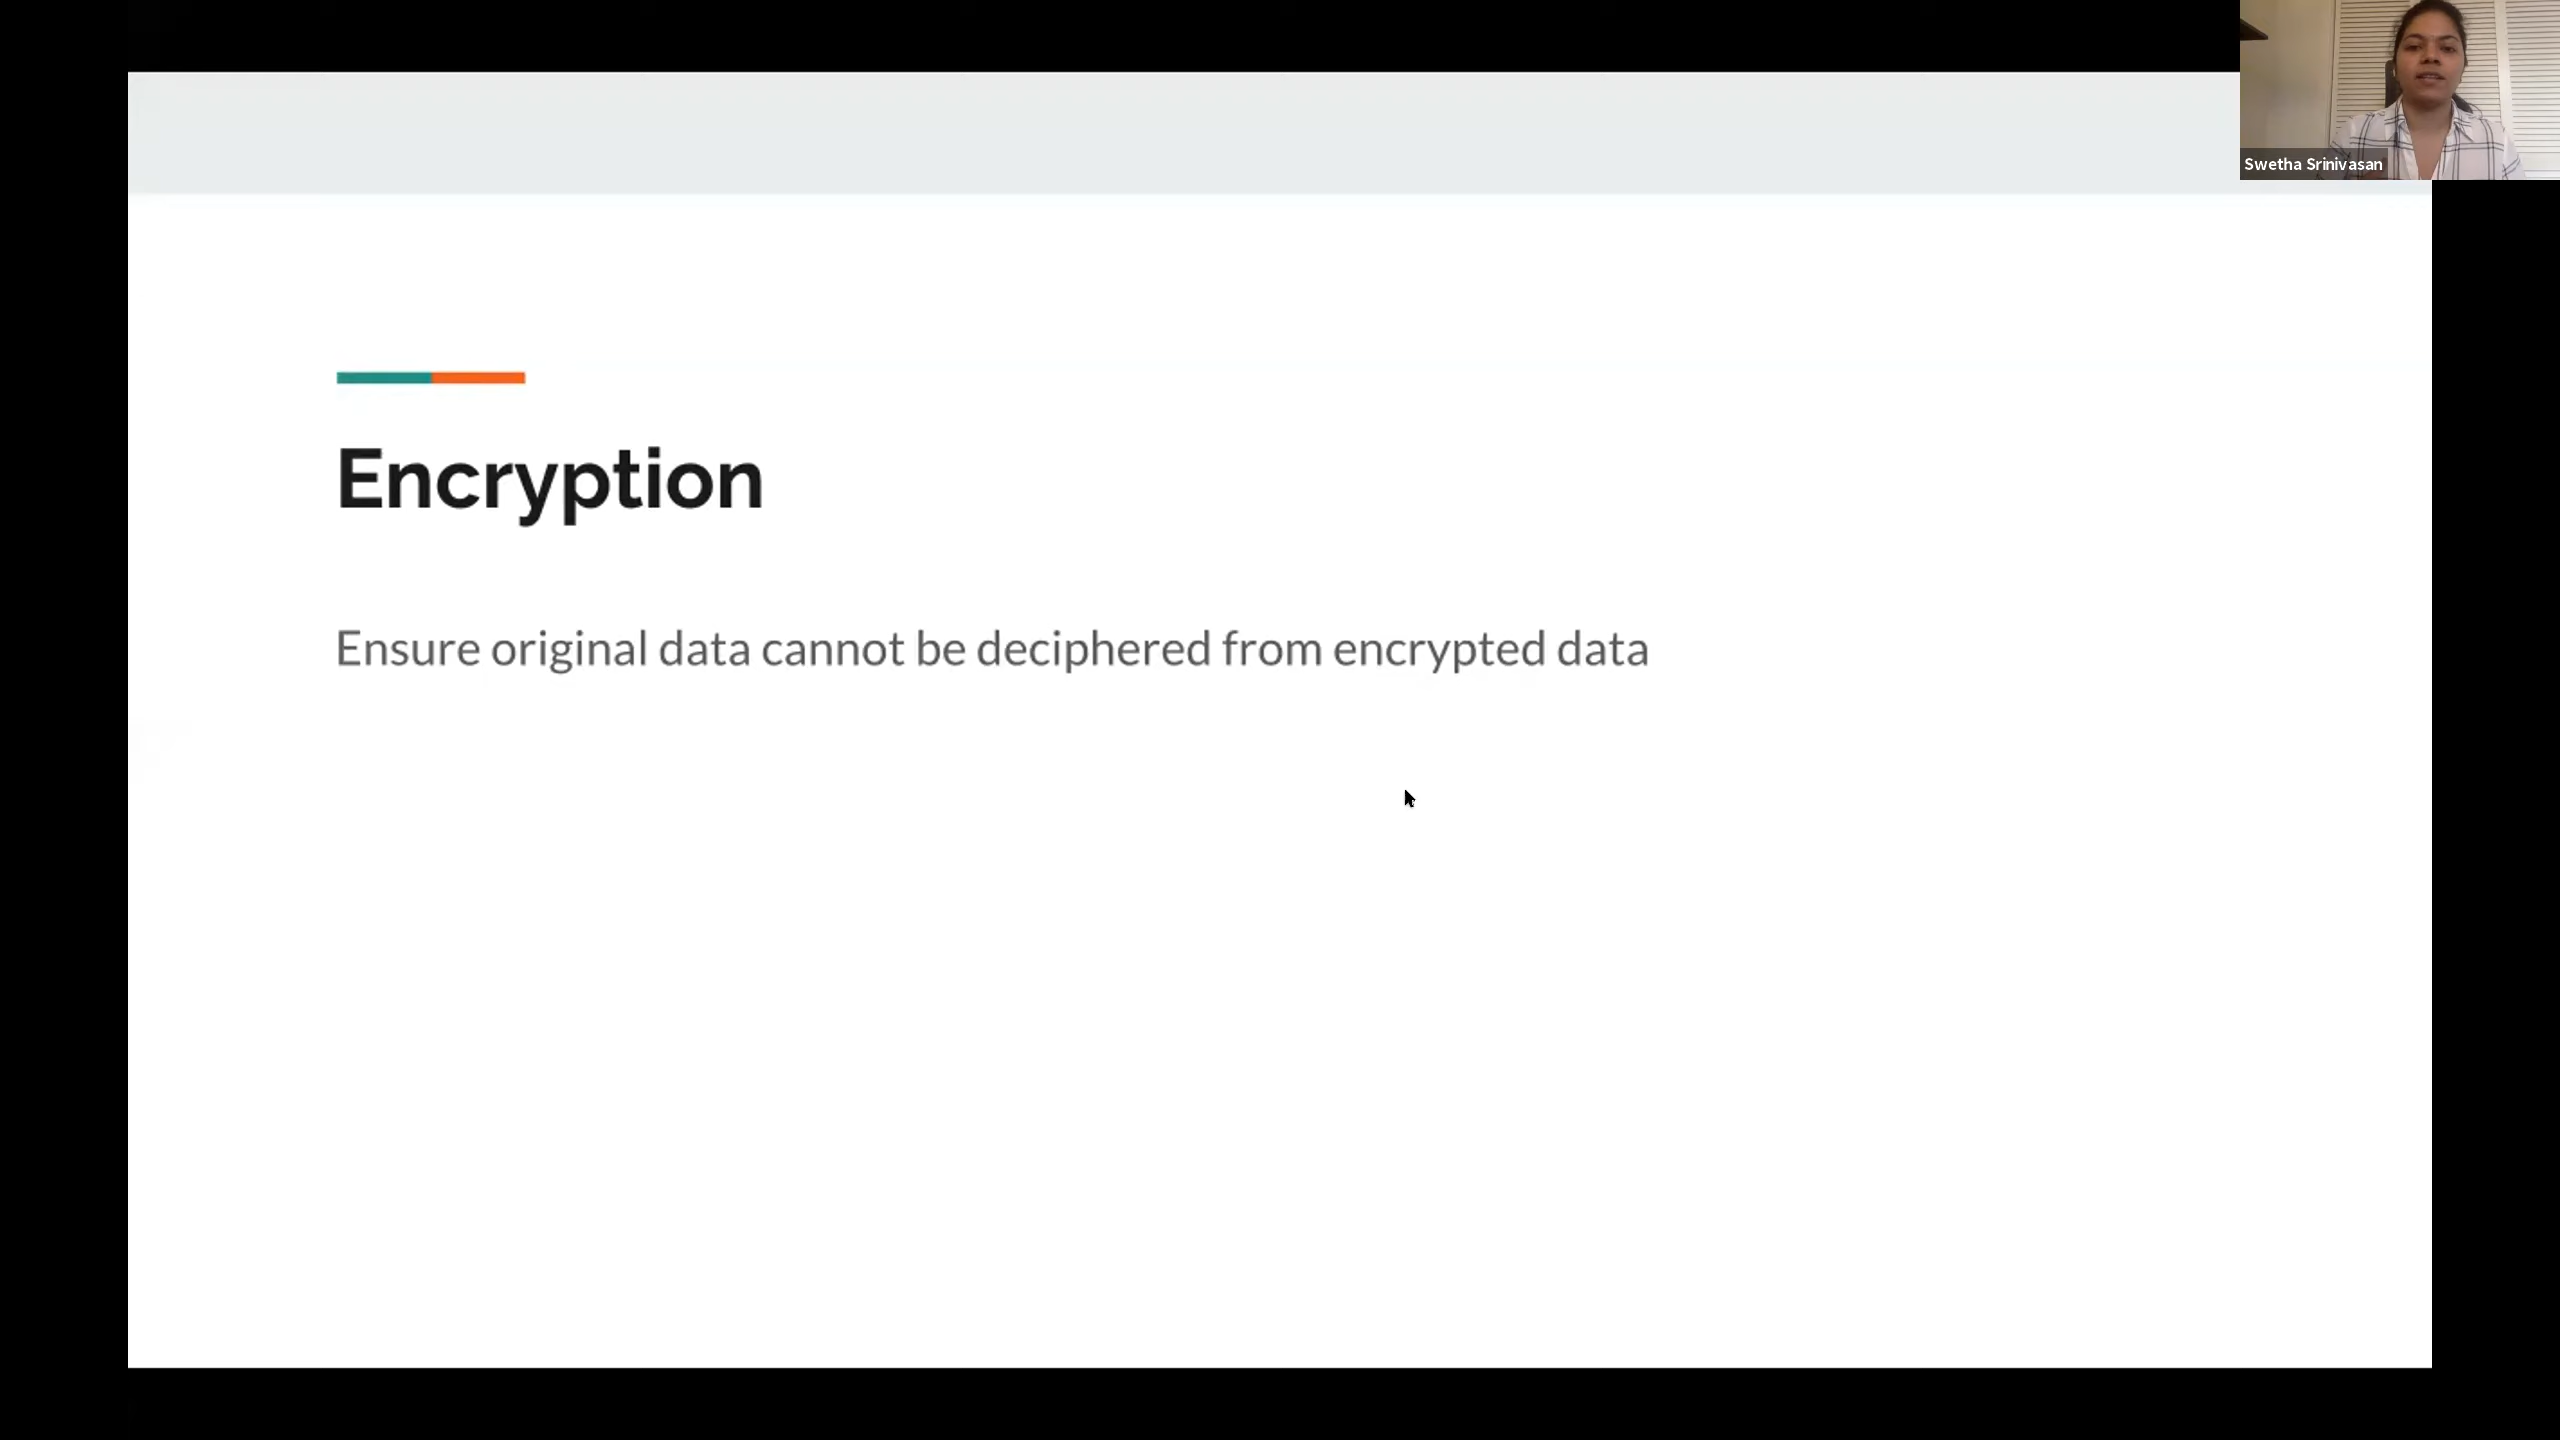 Swetha Srinivasan
Encryption
Ensure original data cannot be deciphered from encrypted data